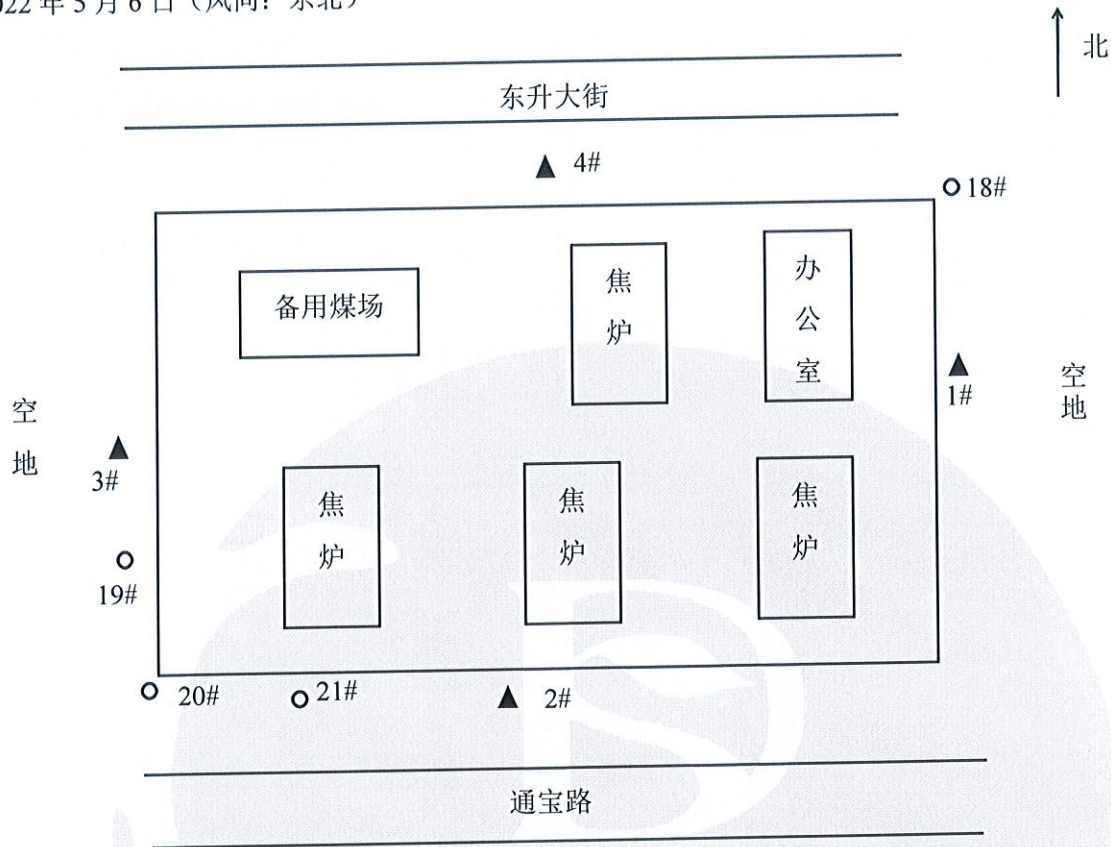 022 年 5 月 6 日（风向：东北）
北
东升大街
4#
18#
备用煤场
焦炉
办公室
1#
空地
空地
3#
焦炉
焦炉
焦炉
19#
20#
21#
2#
通宝路